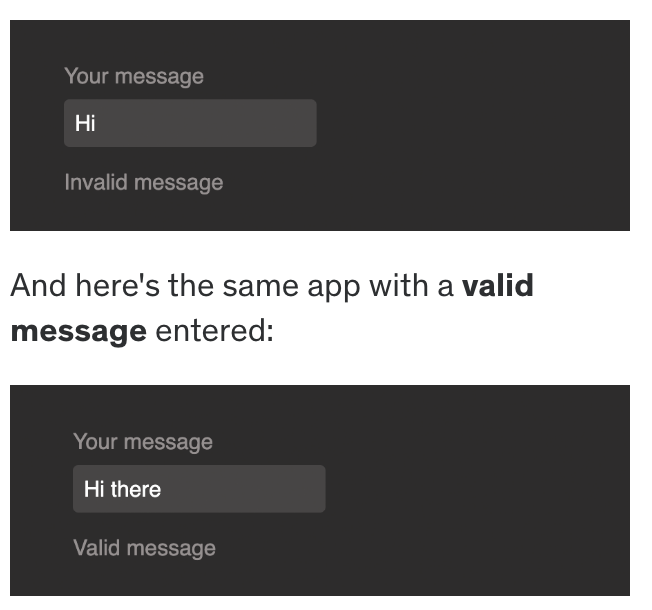 Your message
Hi
Invalid message
And here's the same app with a valid
message entered:
Your message
Hi there
Valid message